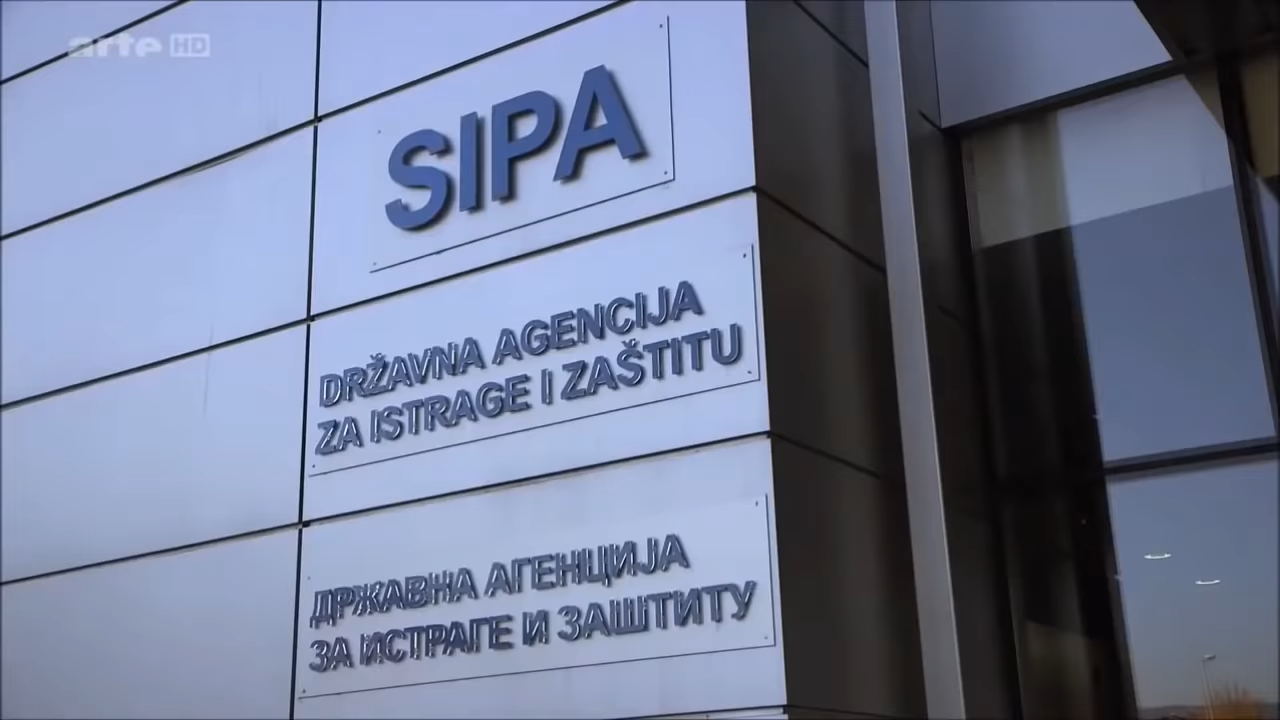 arte HD
SIPA
DRŽAVNA AGENCIJA
ZA ISTRAGE I ZAŠTITU
ДРЖАВНА АГЕНЦИЈА
ЗА ИСТРАГЕ И ЗАШТИТУ